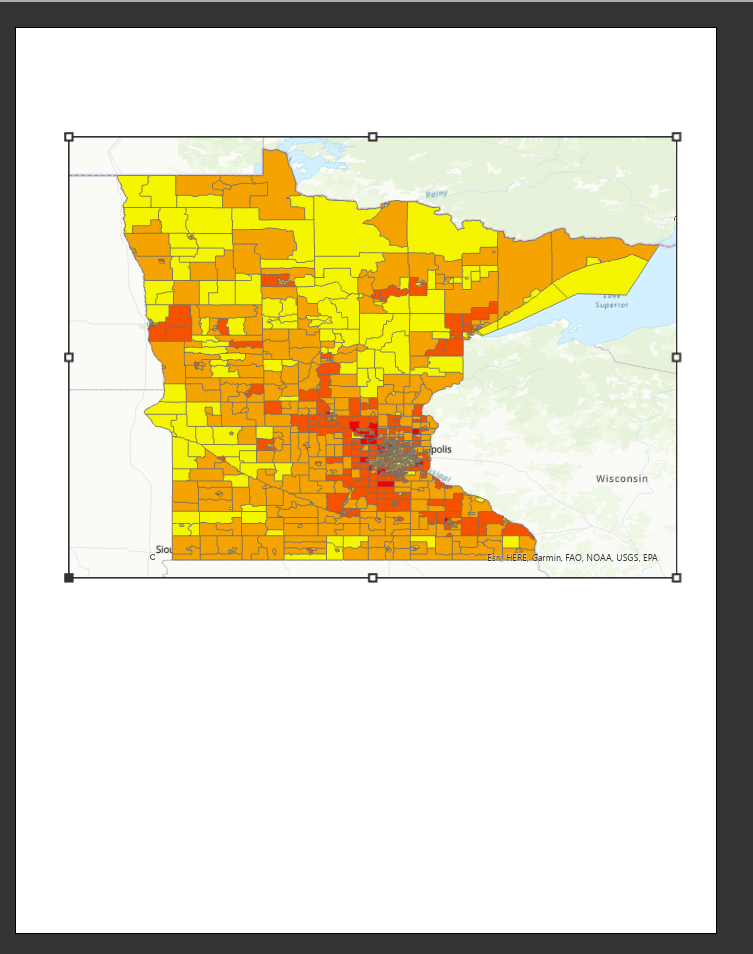 Rainy
Lake
Superior
polis
Wisconsin
Siou
Esri, HERE, Garmin, FAO, NOAA, USGS, EPA